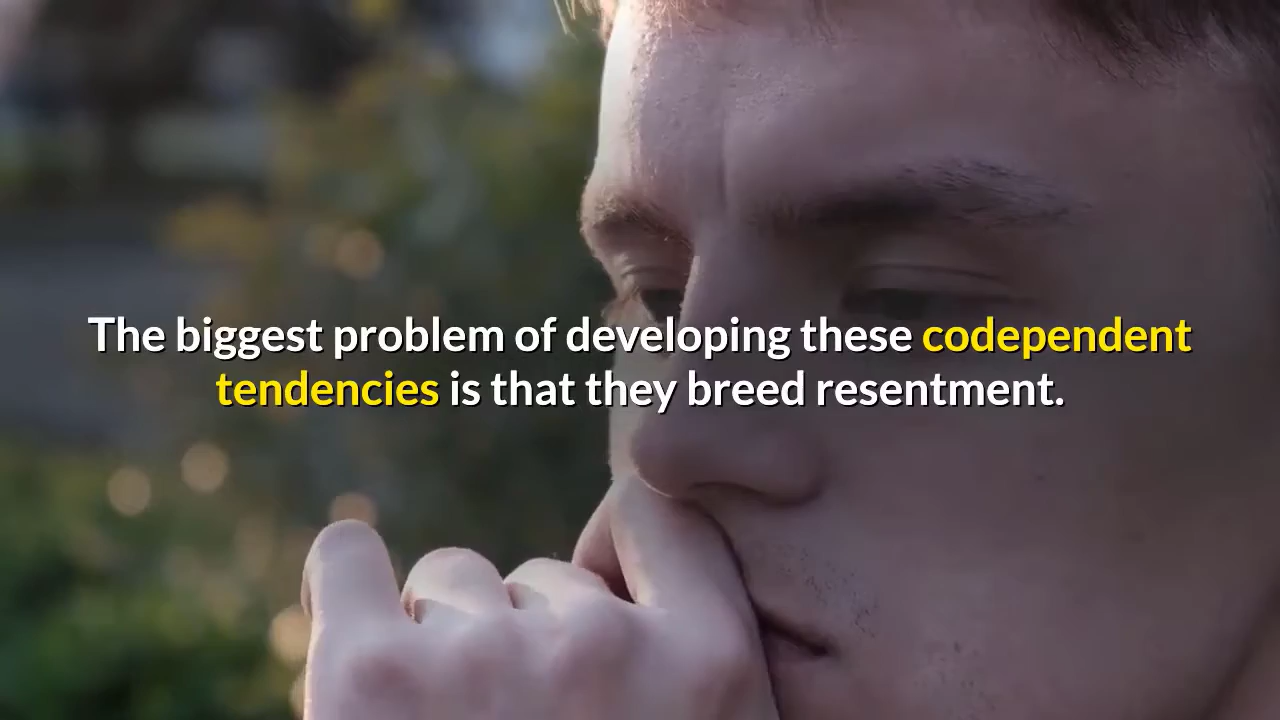 The biggest problem of developing these codependent
tendencies is that they breed resentment.